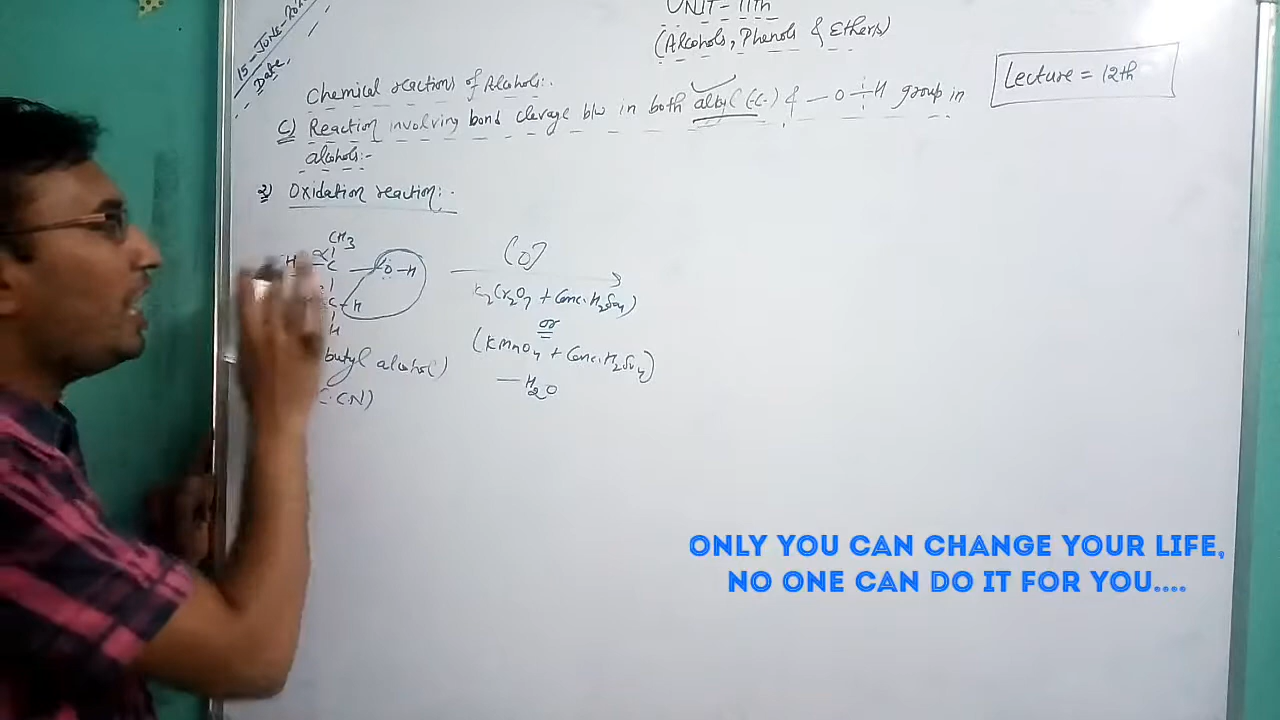 15-JUNE-202
Date.
UNIT-11th
(Alcohols, Phenols & Ethers)
Lecture = 12th
Chemical reactions of Alcohols:-
C) Reaction involving bond clevage b/w in both alkyl (-C-) & —O—H group in
alcohols:-
2) Oxidation reaction:-
CH3
H α C — O—H
C—H
H
butyl alcohol)
C.N)
(O)
K2Cr2O7 + Conc. H2SO4)
or
(KMnO4 + Conc. H2SO4)
— H2O
ONLY YOU CAN CHANGE YOUR LIFE,
NO ONE CAN DO IT FOR YOU....